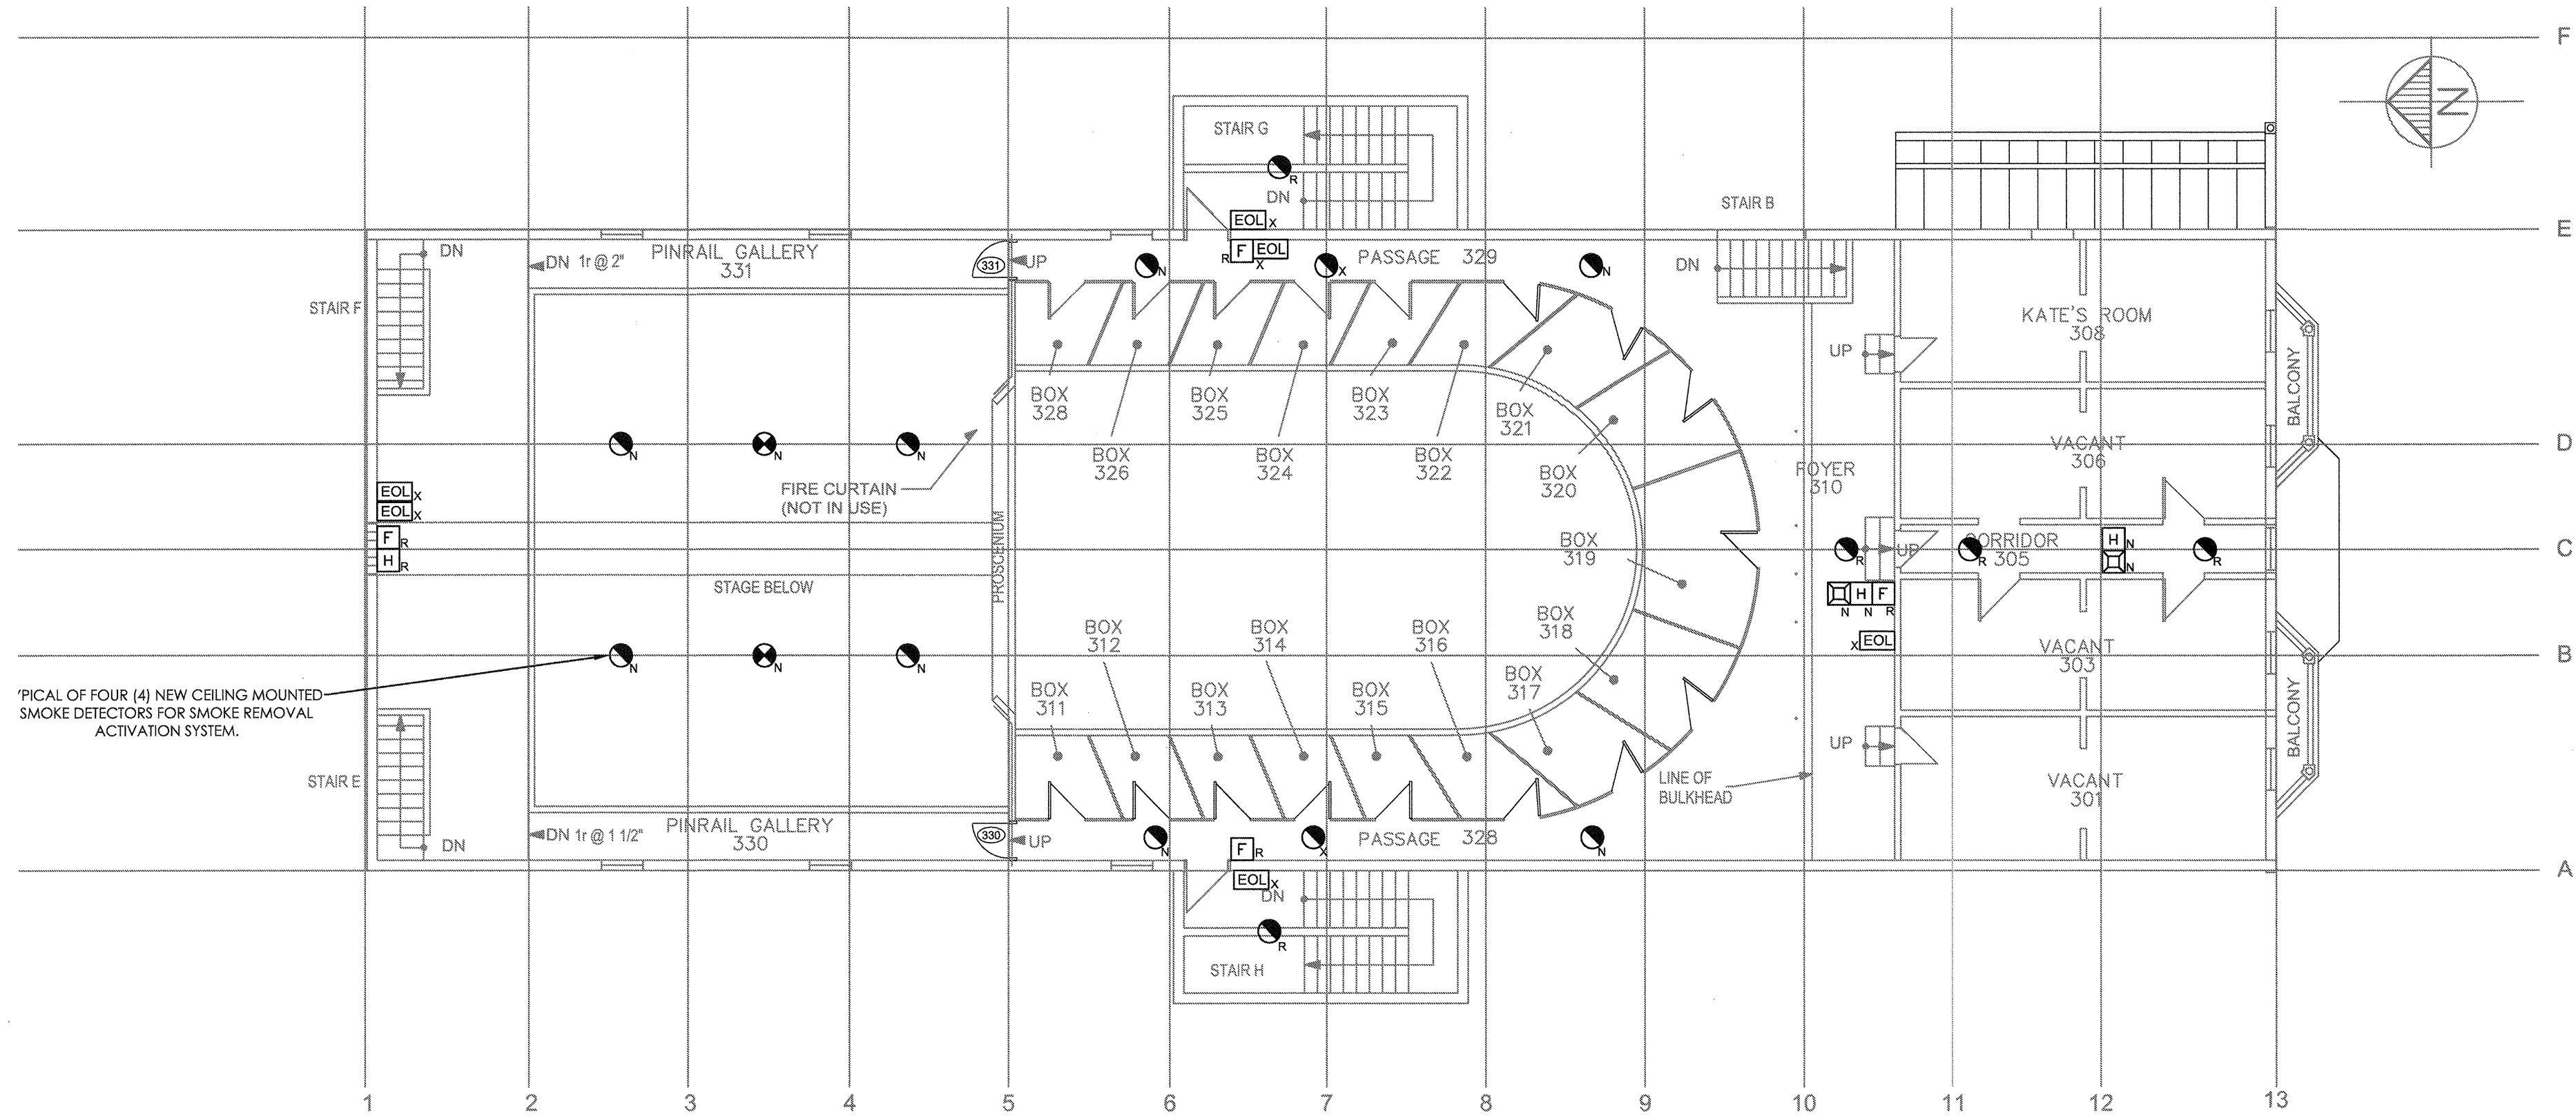 F
N
STAIR G
DN
STAIR B
EOL X
E
DN
DN 1r @ 2"
PINRAIL GALLERY
331
331
UP
N
F EOL
R
X
X
PASSAGE 329
N
DN
R
STAIR F
KATE'S ROOM
308
UP
BALCONY
BOX
328
BOX
325
BOX
323
BOX
321
BOX
326
BOX
324
BOX
322
BOX
320
N
N
N
D
VACANT
306
FOYER
310
FIRE CURTAIN
(NOT IN USE)
EOL X
EOL X
F R
H R
PROSCENIUM
BOX
319
R
UP
R
CORRIDOR
305
H N
N
R
C
STAGE BELOW
H F
N N R
X EOL
BOX
312
BOX
314
BOX
316
BOX
318
VACANT
303
N
N
N
B
'PICAL OF FOUR (4) NEW CEILING MOUNTED
SMOKE DETECTORS FOR SMOKE REMOVAL
ACTIVATION SYSTEM.
BOX
311
BOX
313
BOX
315
BOX
317
BALCONY
UP
LINE OF
BULKHEAD
VACANT
301
STAIR E
DN
DN 1r @ 1 1/2"
PINRAIL GALLERY
330
330
UP
N
F R
X
PASSAGE 328
N
A
EOL X
DN
R
STAIR H
1 2 3 4 5 6 7 8 9 10 11 12 13